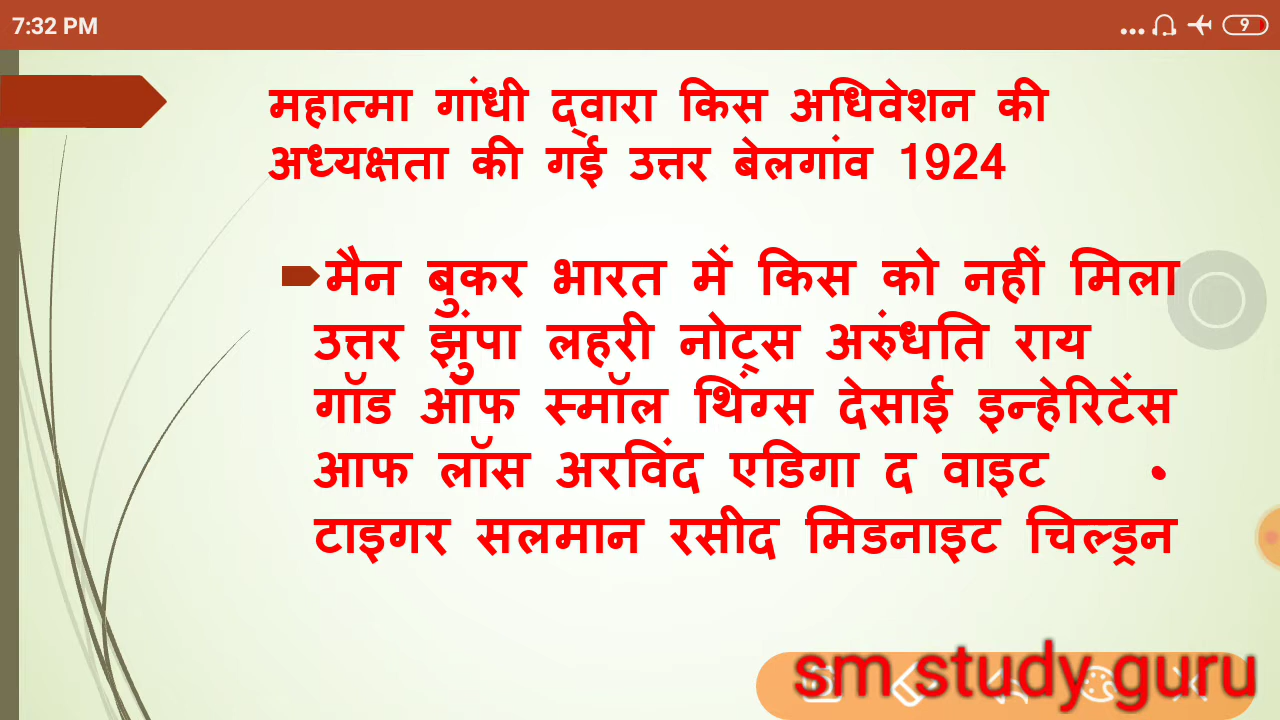 7:32 PM
9
महात्मा गांधी द्वारा किस अधिवेशन की
अध्यक्षता की गई उत्तर बेलगांव 1924
मैन बुकर भारत में किस को नहीं मिला
उत्तर झुंपा लहरी नोट्स अरुंधति राय
गॉड ऑफ स्मॉल थिंग्स देसाई इन्हेरिटेंस
आफ लॉस अरविंद एडिगा द वाइट
टाइगर सलमान रसीद मिडनाइट चिल्ड्रन
sm study guru